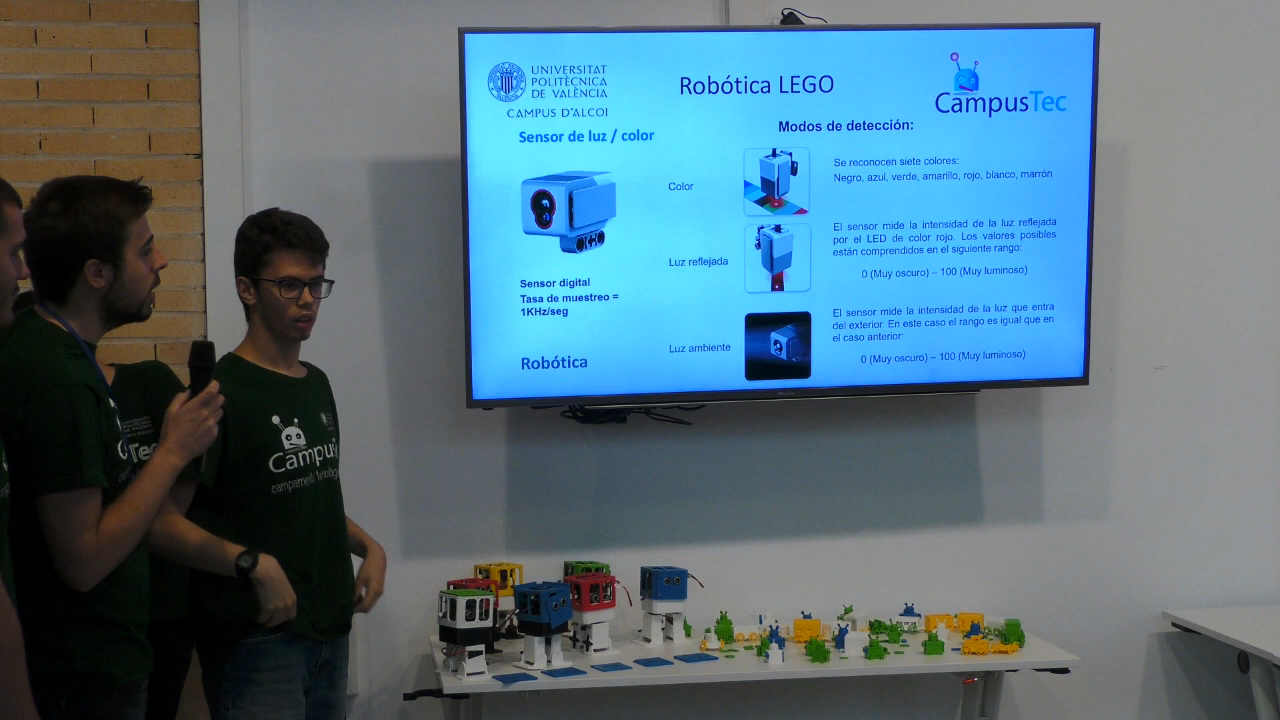 UNIVERSITAT
POLITÈCNICA
DE VALÈNCIA
CAMPUS D'ALCOI
Robótica LEGO
CampusTec
Sensor de luz / color
Modos de detección:
Color
Se reconocen siete colores:
Negro, azul, verde, amarillo, rojo, blanco, marrón
Luz reflejada
El sensor mide la intensidad de la luz reflejada
por el LED de color rojo. Los valores posibles
están comprendidos en el siguiente rango:
0 (Muy oscuro) – 100 (Muy luminoso)
Sensor digital
Tasa de muestreo =
1KHz/seg
Luz ambiente
El sensor mide la intensidad de la luz que entra
del exterior. En este caso el rango es igual que en
el caso anterior:
0 (Muy oscuro) – 100 (Muy luminoso)
Robótica
Campus
campamento Tecnológi
Tec